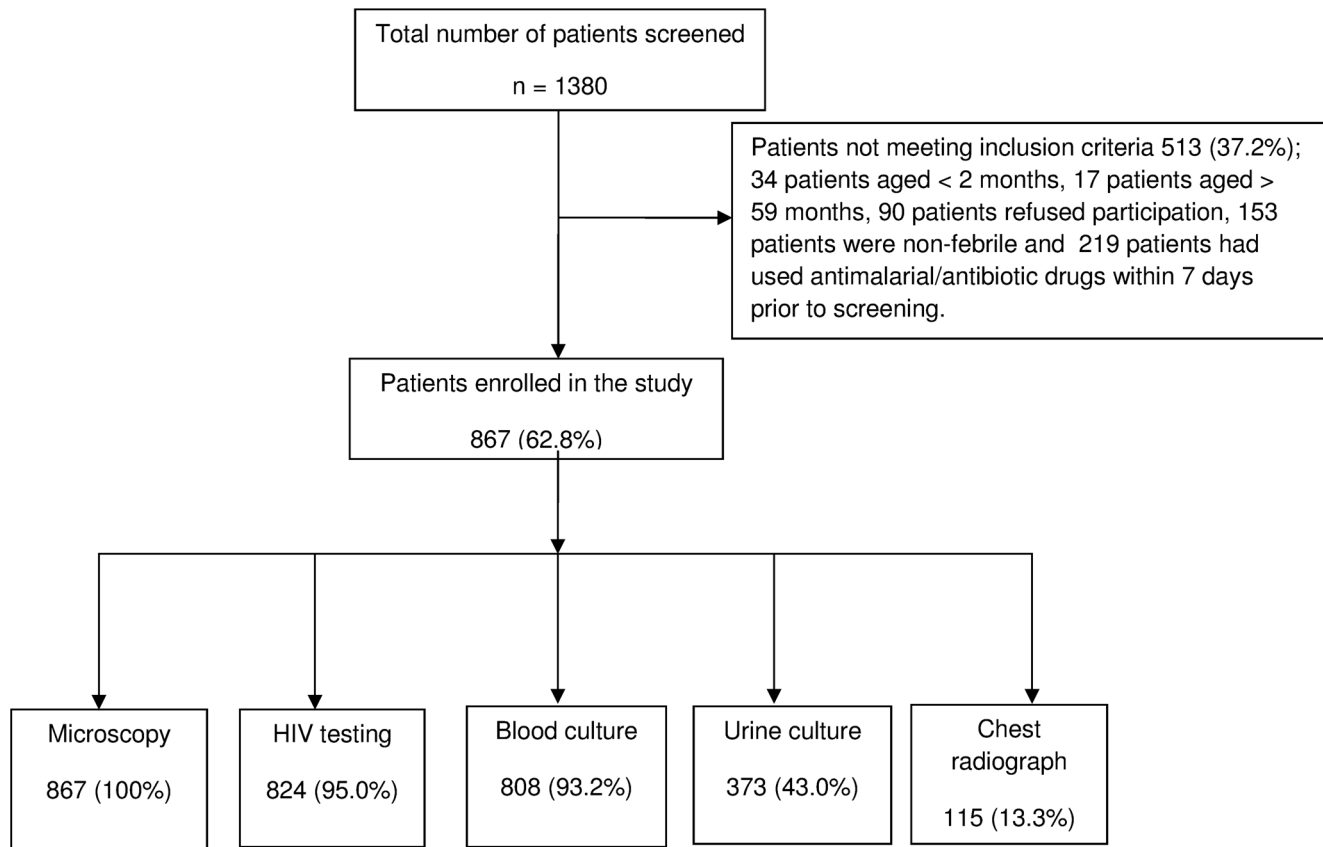 Total number of patients screened
n = 1380
Patients not meeting inclusion criteria 513 (37.2%);
34 patients aged < 2 months, 17 patients aged >
59 months, 90 patients refused participation, 153
patients were non-febrile and  219 patients had
used antimalarial/antibiotic drugs within 7 days
prior to screening.
Patients enrolled in the study
867 (62.8%)
Microscopy
867 (100%)
HIV testing
824 (95.0%)
Blood culture
808 (93.2%)
Urine culture
373 (43.0%)
Chest
radiograph
115 (13.3%)